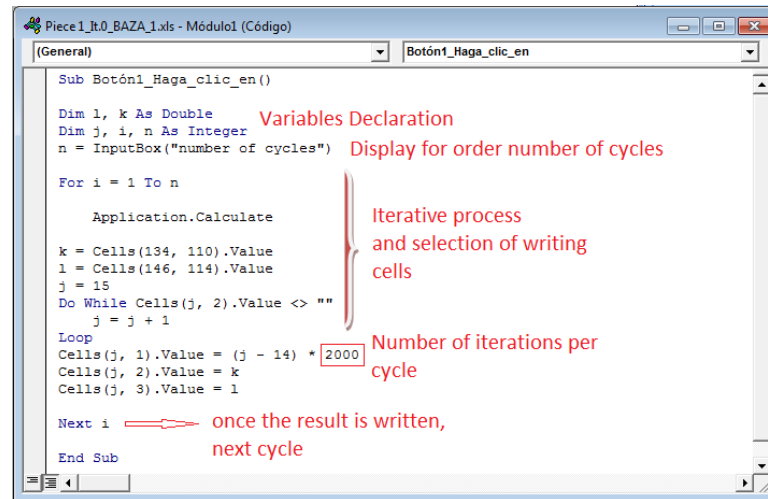 Piece1_It.0_BAZA_1.xls - Módulo1 (Código)
(General) Botón1_Haga_clic_en
Sub Botón1_Haga_clic_en()
Dim l, k As Double
Variables Declaration
Dim j, i, n As Integer
n = InputBox("number of cycles")
Display for order number of cycles
For i = 1 To n
Application.Calculate
Iterative process
and selection of writing
cells
k = Cells(134, 110).Value
l = Cells(146, 114).Value
j = 15
Do While Cells(j, 2).Value <> ""
j = j + 1
Loop
Number of iterations per
cycle
Cells(j, 1).Value = (j - 14) * 2000
Cells(j, 2).Value = k
Cells(j, 3).Value = l
Next i
once the result is written,
next cycle
End Sub